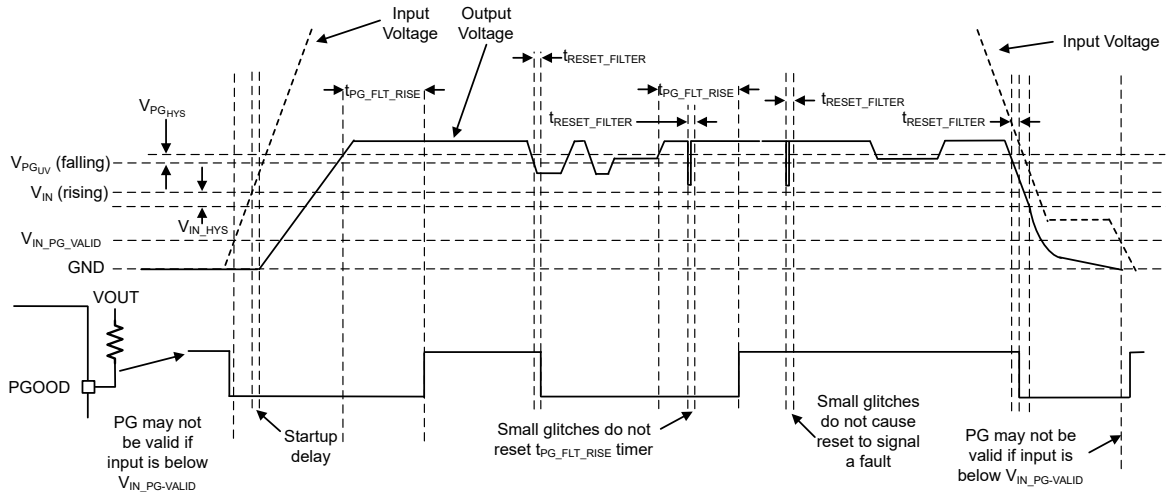 Input
Voltage
Output
Voltage
Input Voltage
tRESET_FILTER
tPG_FLT_RISE
tPG_FLT_RISE
tRESET_FILTER
tRESET_FILTER
tRESET_FILTER
VPGHYS
VPGUV (falling)
VIN (rising)
VIN_HYS
VIN_PG_VALID
GND
VOUT
PGOOD
PG may not
be valid if
input is below
VIN_PG-VALID
Startup
delay
Small glitches do not
reset tPG_FLT_RISE timer
Small glitches
do not cause
reset to signal
a fault
PG may not be
valid if input is
below VIN_PG-VALID